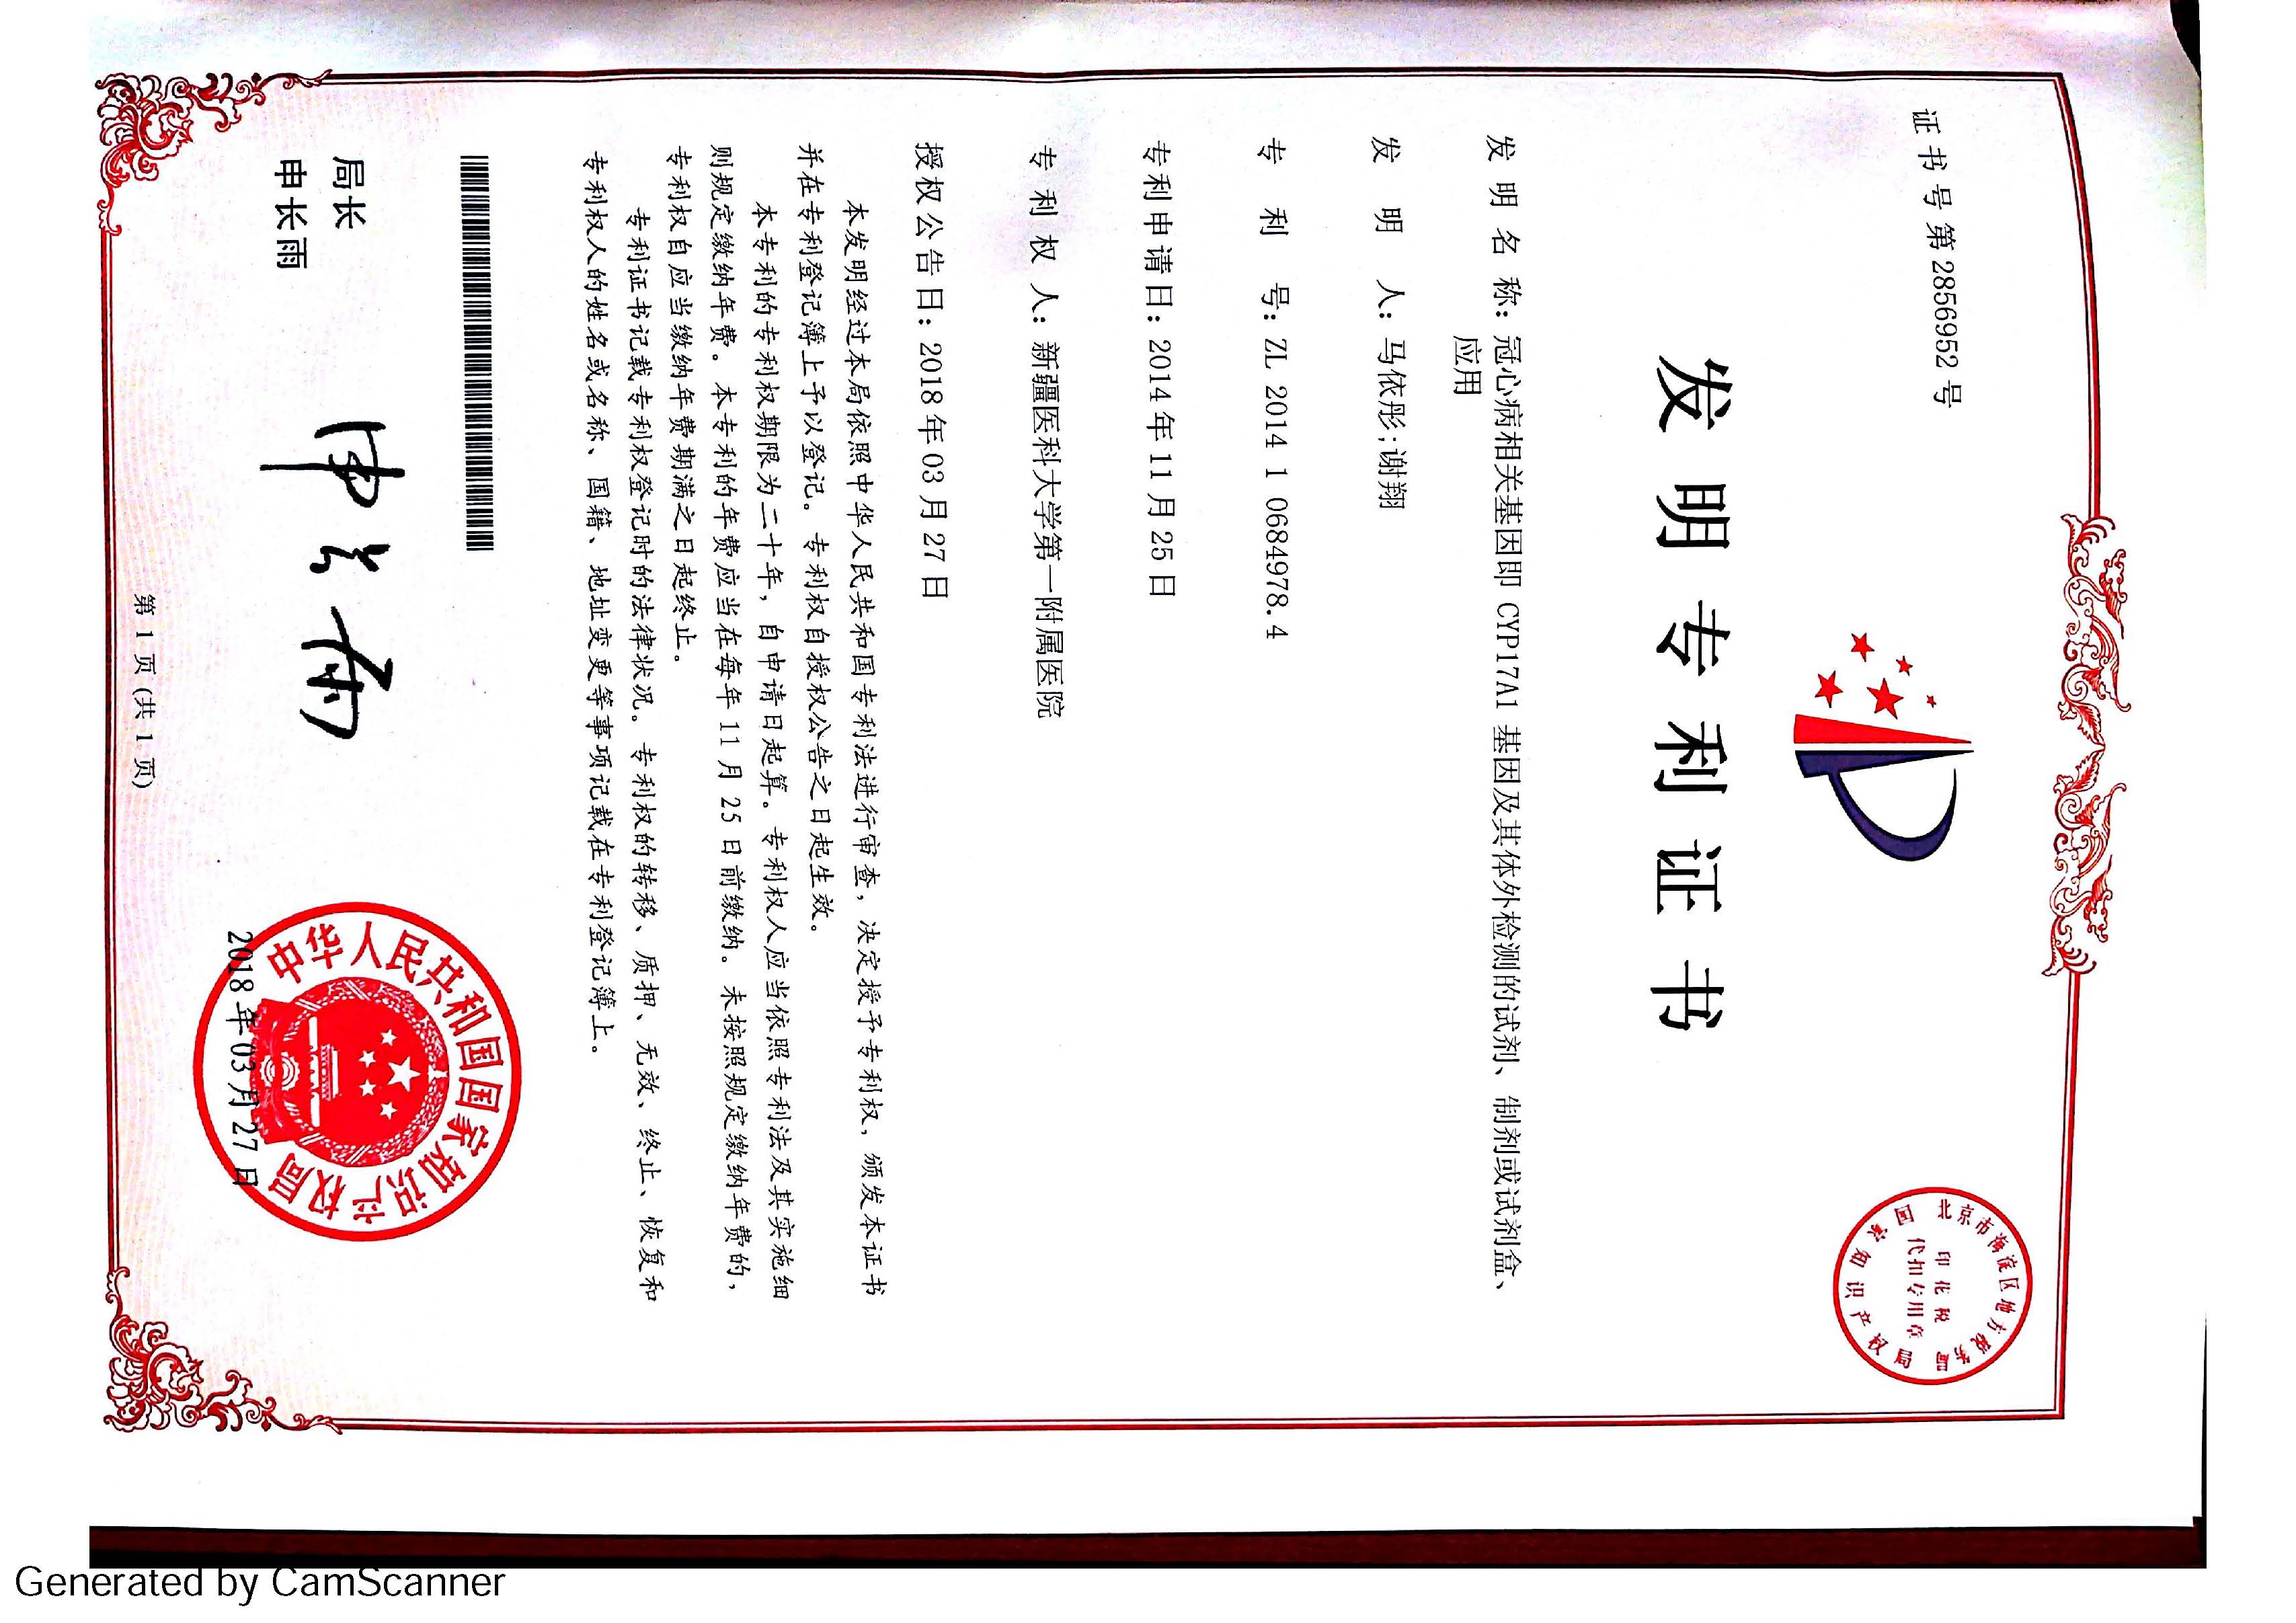 证书号第2856952号
北京市海淀区地方税务局
印花税
代扣专用章
国家知识产权局
发明专利证书
发明名称：冠心病相关基因即 CYP17A1 基因及其体外检测的试剂、制剂或试剂盒、
应用
发明人：马依彤;谢翔
专利号：ZL 2014 1 0684978.4
专利申请日：2014年11月25日
专利权人：新疆医科大学第一附属医院
授权公告日：2018年03月27日
本发明经过本局依照中华人民共和国专利法进行审查，决定授予专利权，颁发本证书
并在专利登记簿上予以登记。专利权自授权公告之日起生效。
本专利的专利权期限为二十年，自申请日起算。专利权人应当依照专利法及其实施细
则规定缴纳年费。本专利的年费应当在每年 11 月 25 日前缴纳。未按照规定缴纳年费的，
专利权自应当缴纳年费期满之日起终止。
专利证书记载专利权登记时的法律状况。专利权的转移、质押、无效、终止、恢复和
专利权人的姓名或名称、国籍、地址变更等事项记载在专利登记簿上。
局长
申长雨
申长雨
中华人民共和国国家知识产权局
2018年03月27日
第 1 页 (共 1 页)
Generated by CamScanner